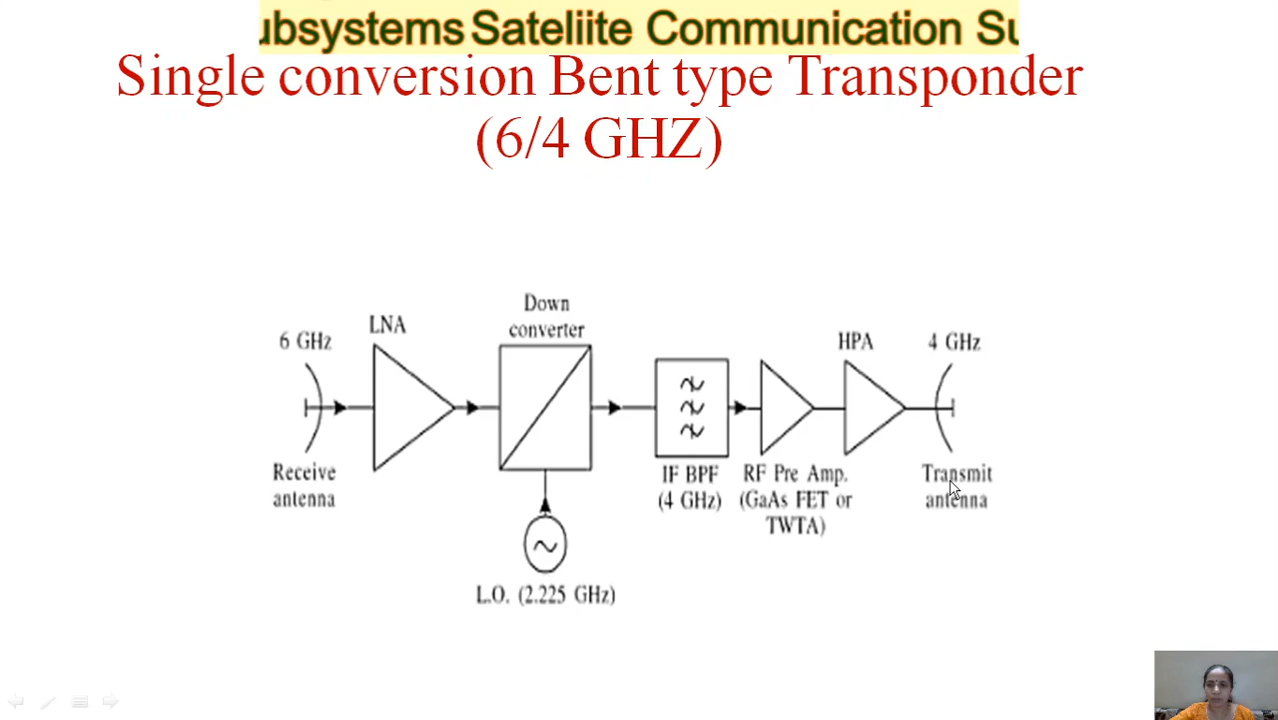 ubsystems Sateliite Communication Su
Single conversion Bent type Transponder
(6/4 GHZ)
Down
converter
LNA
6 GHz
HPA
4 GHz
Receive
antenna
IF BPF
(4 GHz)
RF Pre Amp.
(GaAs FET or
TWTA)
Transmit
antenna
L.O. (2.225 GHz)